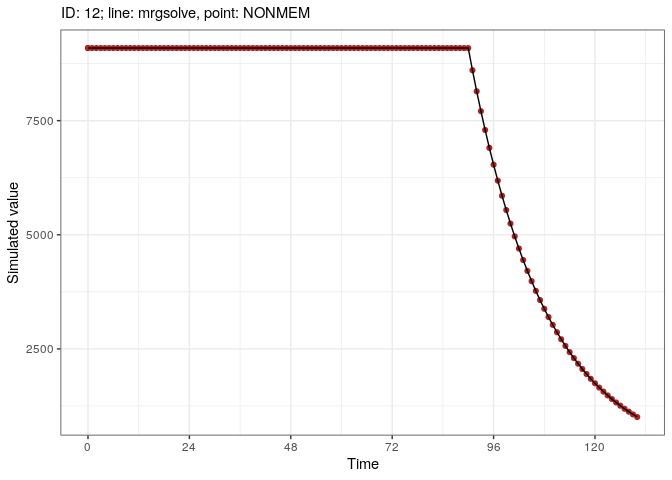 ID: 12; line: mrgsolve, point: NONMEM
7500
5000
2500
Simulated value
0 24 48 72 96 120
Time